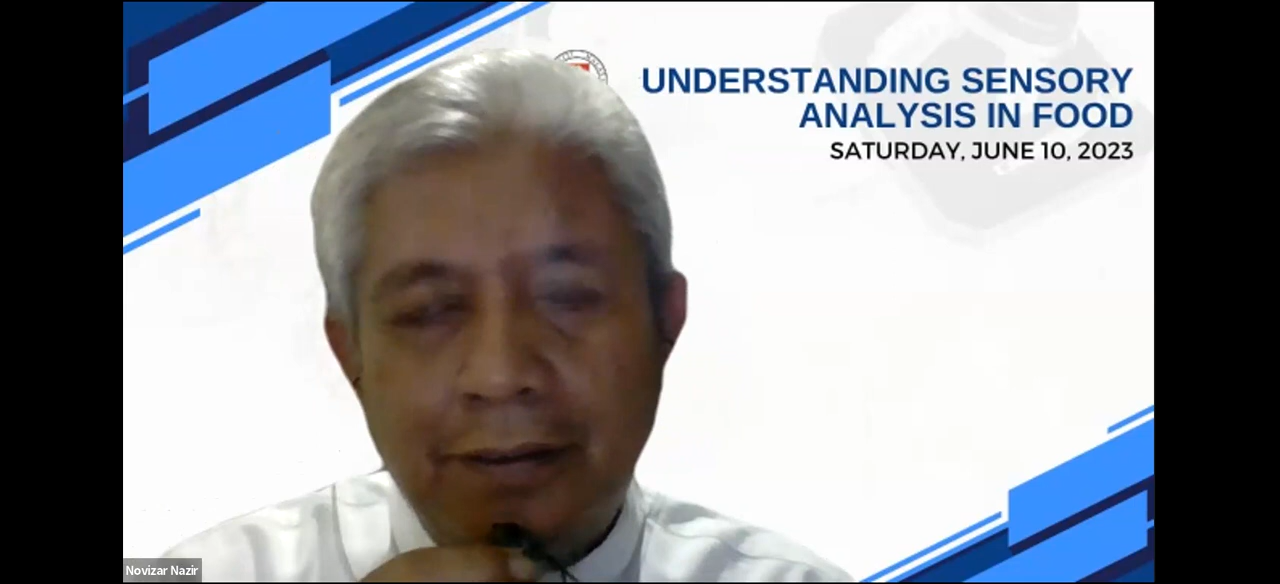 UNDERSTANDING SENSORY
ANALYSIS IN FOOD
SATURDAY, JUNE 10, 2023
Novizar Nazir